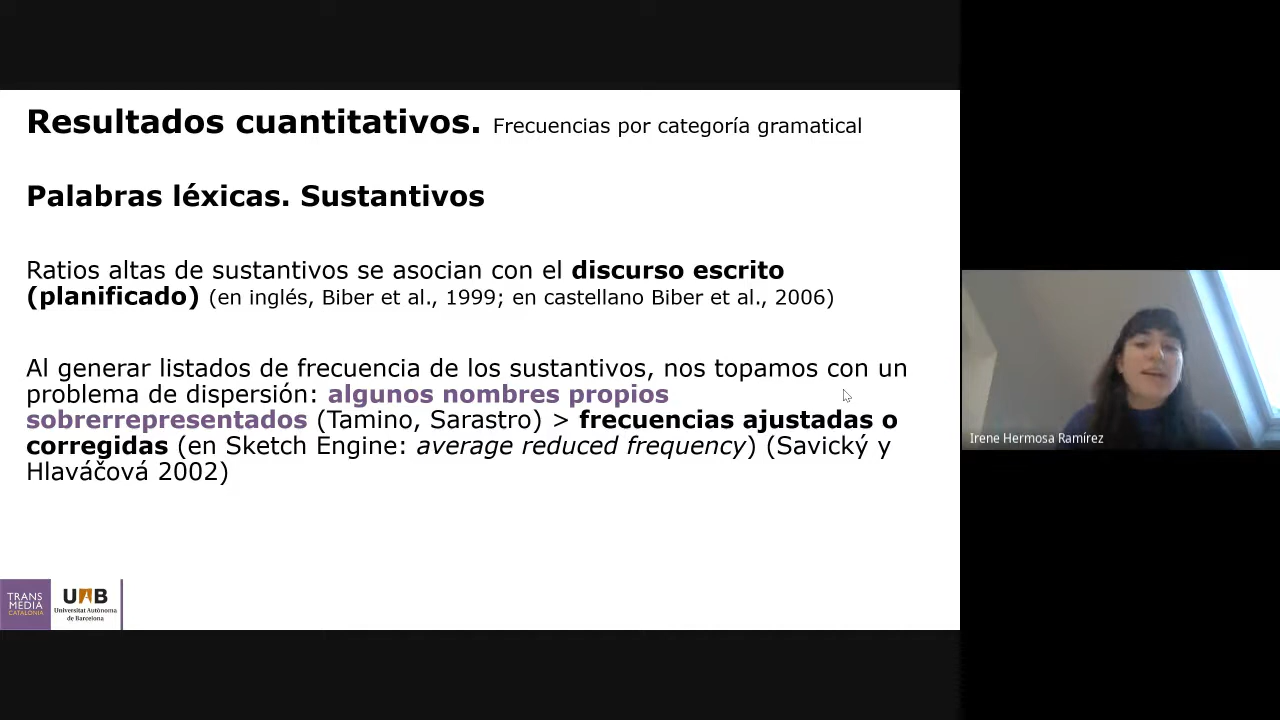 Resultados cuantitativos. Frecuencias por categoría gramatical
Palabras léxicas. Sustantivos
Ratios altas de sustantivos se asocian con el discurso escrito
(planificado) (en inglés, Biber et al., 1999; en castellano Biber et al., 2006)
Al generar listados de frecuencia de los sustantivos, nos topamos con un
problema de dispersión: algunos nombres propios
sobrerrepresentados (Tamino, Sarastro) > frecuencias ajustadas o
corregidas (en Sketch Engine: average reduced frequency) (Savický y
Hlaváčová 2002)
Irene Hermosa Ramírez
TRANS
MEDIA
CATALONIA
UAB
Universitat Autònoma
de Barcelona